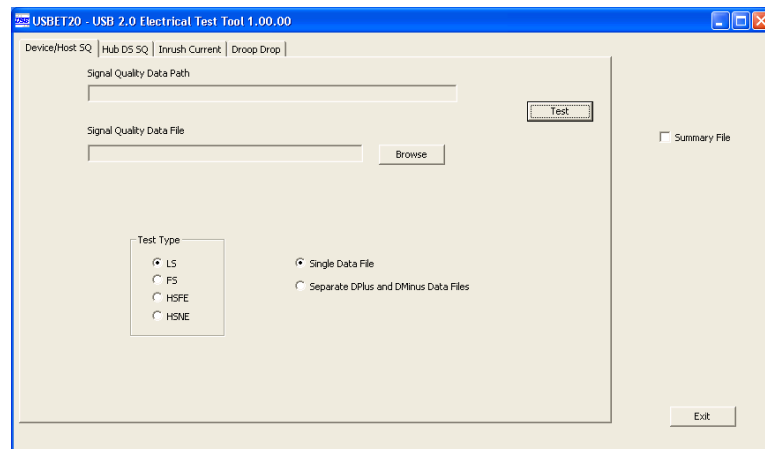 USBET20 - USB 2.0 Electrical Test Tool 1.00.00
Device/Host SQ Hub DS SQ Inrush Current Droop Drop
Signal Quality Data Path
Test
Signal Quality Data File
Summary File
Browse
Test Type
LS
Single Data File
FS
Separate DPlus and DMinus Data Files
HSFE
HSNE
Exit